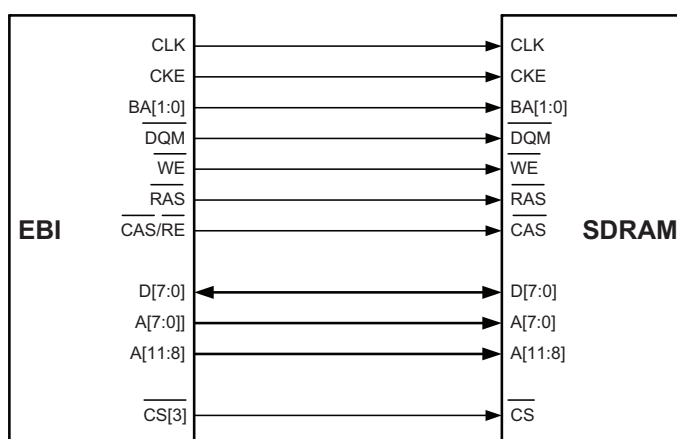 CLK CLK
CKE CKE
BA[1:0] BA[1:0]
DQM DQM
WE WE
RAS RAS
EBI CAS/RE CAS SDRAM
D[7:0] D[7:0]
A[7:0]] A[7:0]
A[11:8] A[11:8]
CS[3] CS